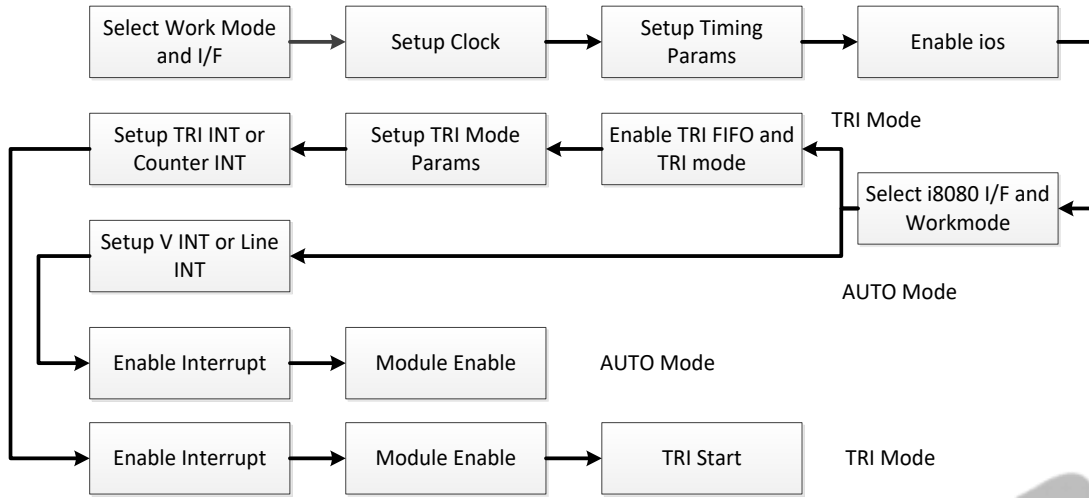 Select Work Mode
and I/F
Setup Clock
Setup Timing
Params
Enable ios
TRI Mode
Setup TRI INT or
Counter INT
Setup TRI Mode
Params
Enable TRI FIFO and
TRI mode
Select i8080 I/F and
Workmode
Setup V INT or Line
INT
AUTO Mode
Enable Interrupt
Module Enable
AUTO Mode
Enable Interrupt
Module Enable
TRI Start
TRI Mode